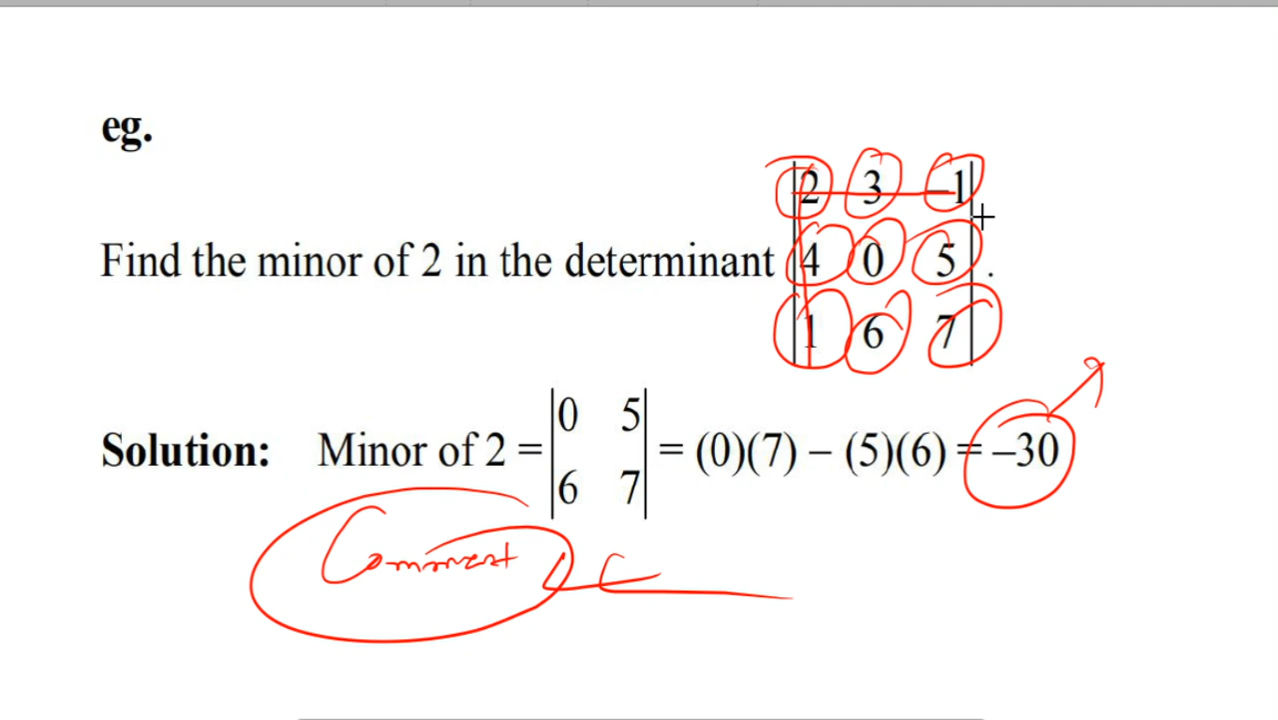 eg.
2 3 –1
Find the minor of 2 in the determinant 4 0 5 .
1 6 7
0 5
Solution: Minor of 2 = = (0)(7) – (5)(6) = –30
6 7
Comment